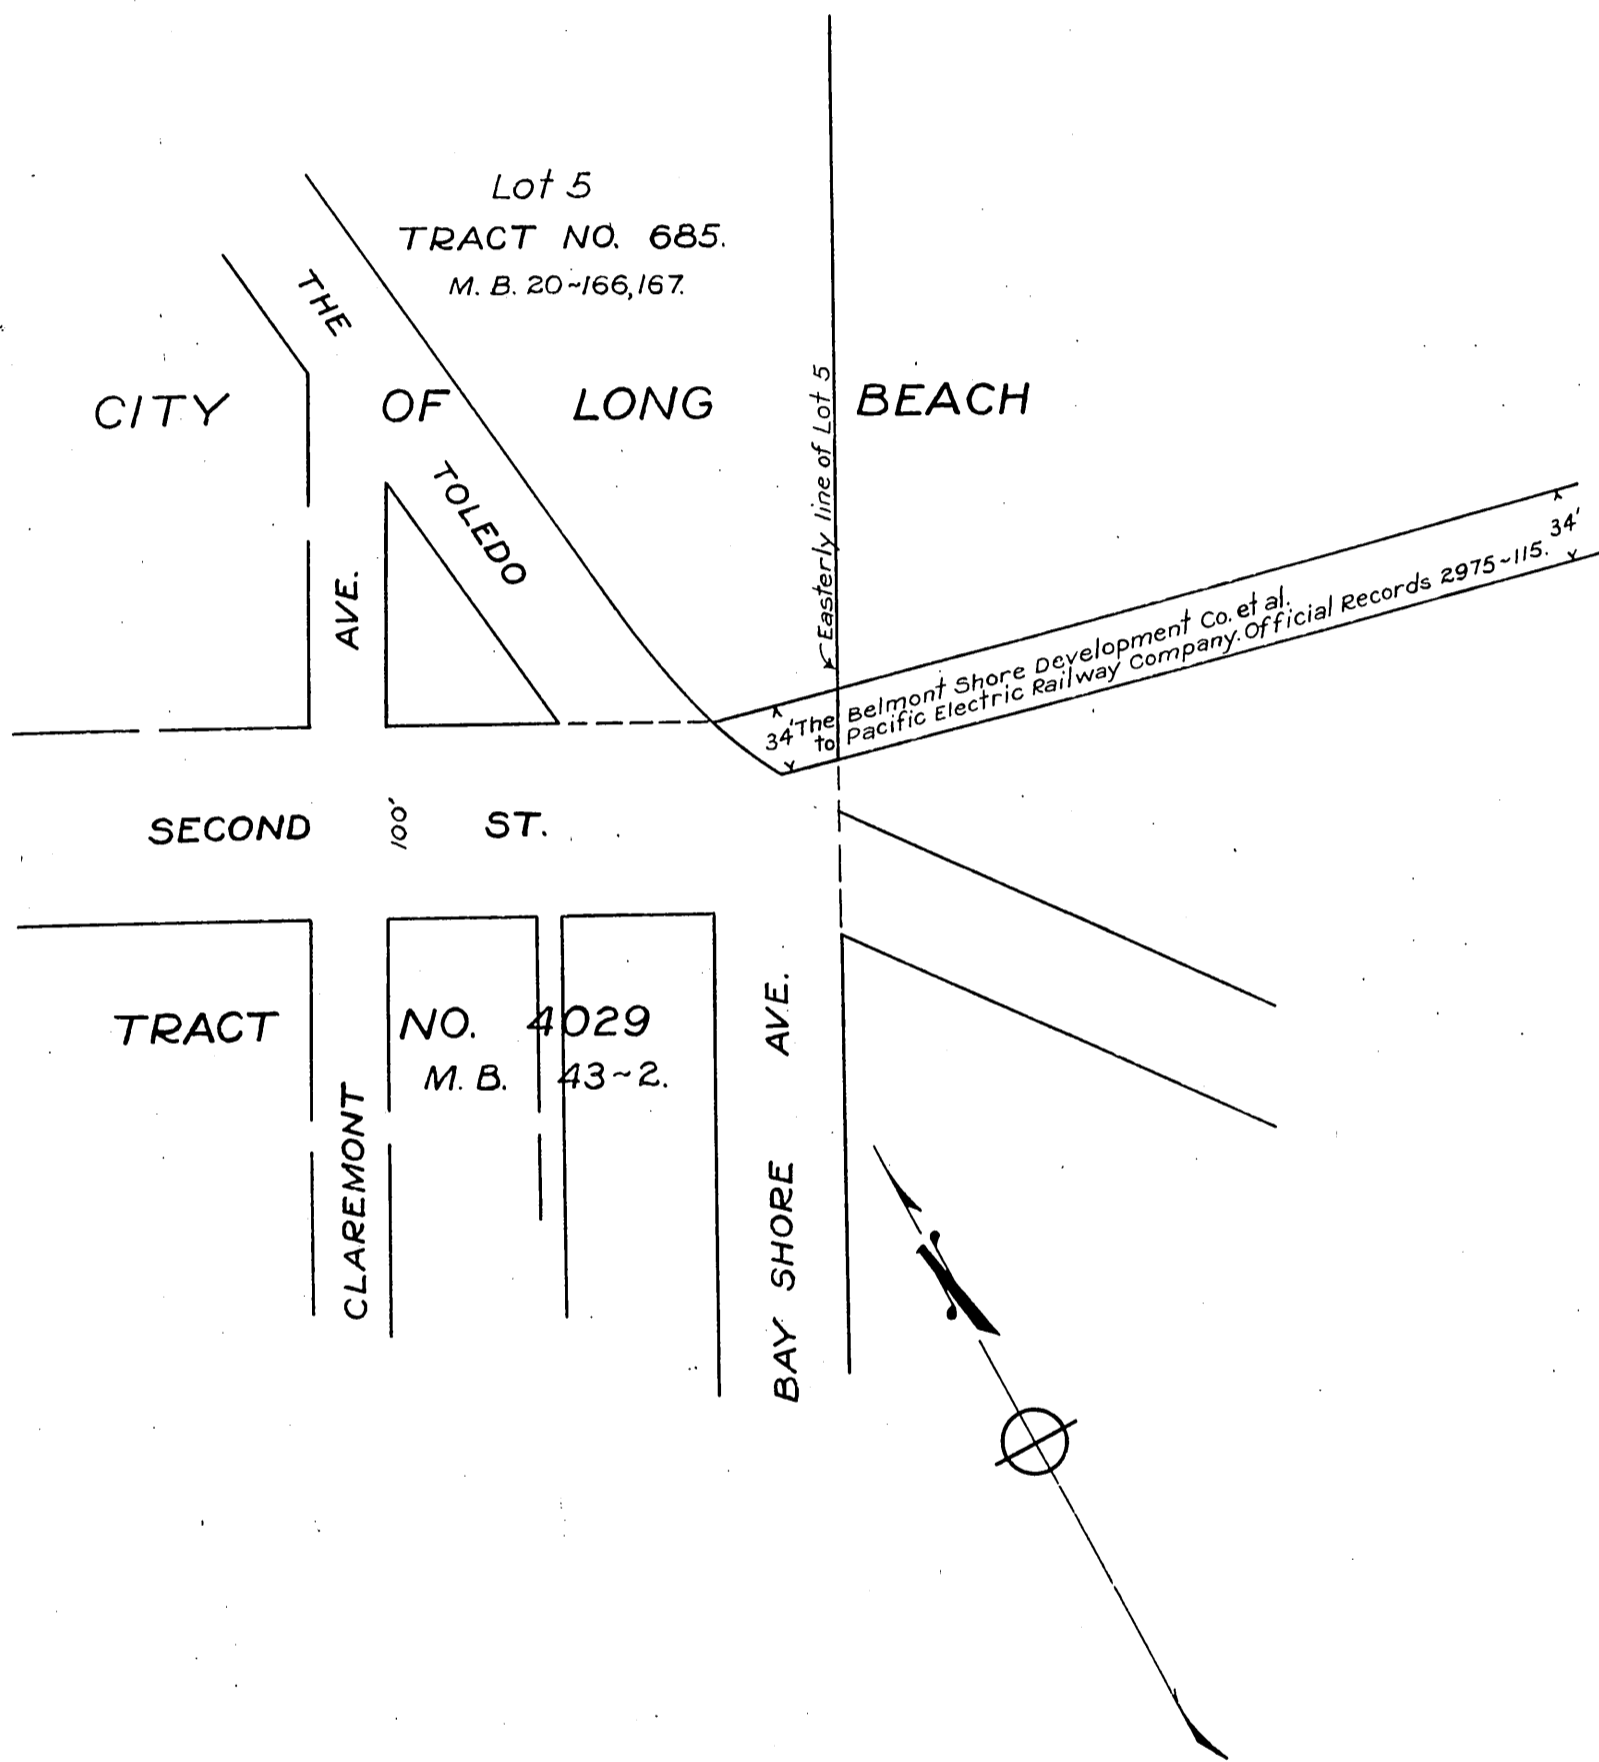 Lot 5
TRACT NO. 685.
M. B. 20~166,167.
THE
TOLEDO
CITY OF LONG BEACH
Easterly line of Lot 5
AVE.
34'
The Belmont Shore Development Co. et al.
to Pacific Electric Railway Company. Official Records 2975~115.
34'
SECOND 100' ST.
TRACT NO. 4029
M. B. 43~2.
CLAREMONT
BAY SHORE AVE.
N